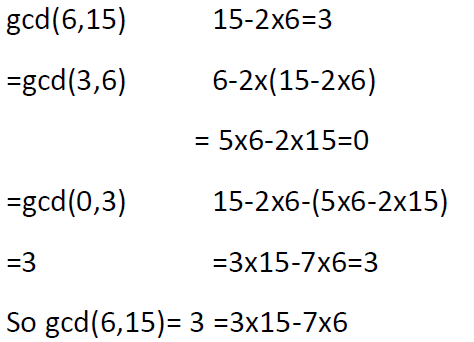 gcd(6,15) 15-2x6=3
=gcd(3,6) 6-2x(15-2x6)
= 5x6-2x15=0
=gcd(0,3) 15-2x6-(5x6-2x15)
=3 =3x15-7x6=3
So gcd(6,15)= 3 =3x15-7x6